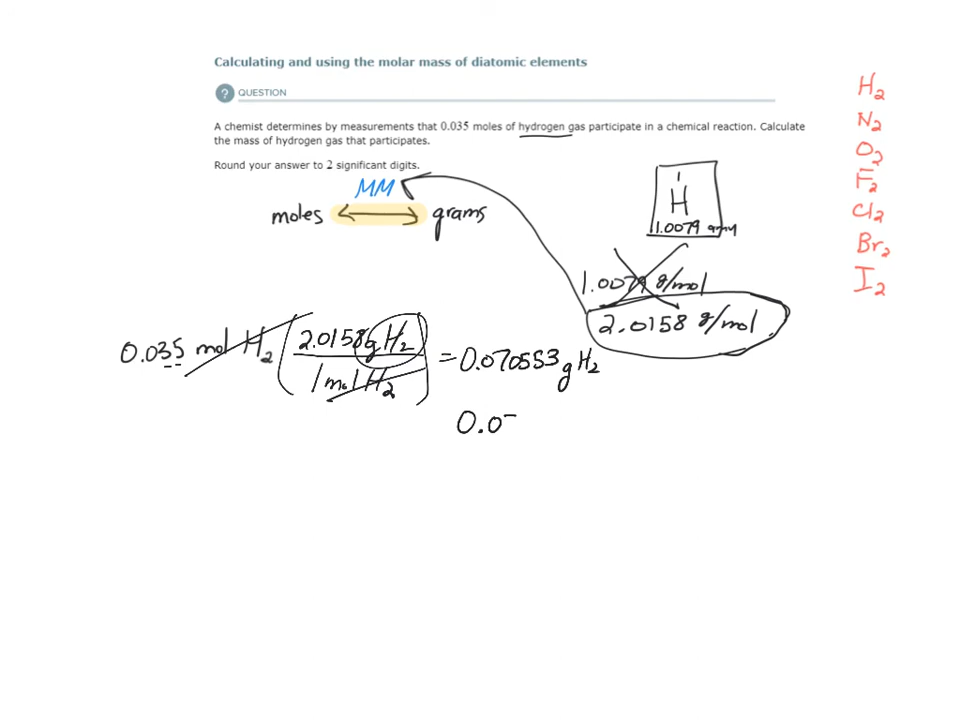 Calculating and using the molar mass of diatomic elements
? QUESTION
A chemist determines by measurements that 0.035 moles of hydrogen gas participate in a chemical reaction. Calculate
the mass of hydrogen gas that participates.
Round your answer to 2 significant digits.
MM
moles ⟷ grams
1
H
1.0079 amu
1.0079 g/mol
2.0158 g/mol
0.035 mol H₂ (2.0158 g H₂ / 1 mol H₂) = 0.070553 g H₂
0.0
H₂
N₂
O₂
F₂
Cl₂
Br₂
I₂